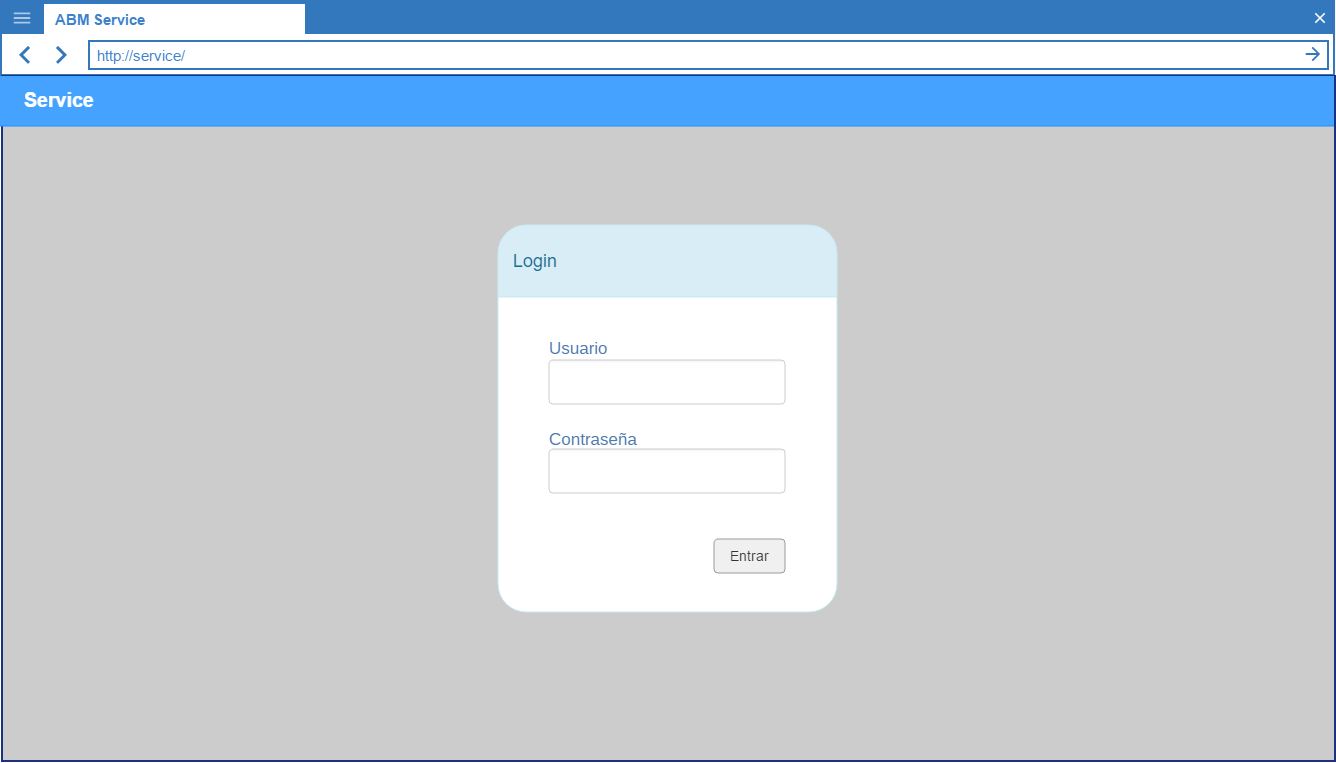 ABM Service
http://service/
Service
Login
Usuario
Contraseña
Entrar